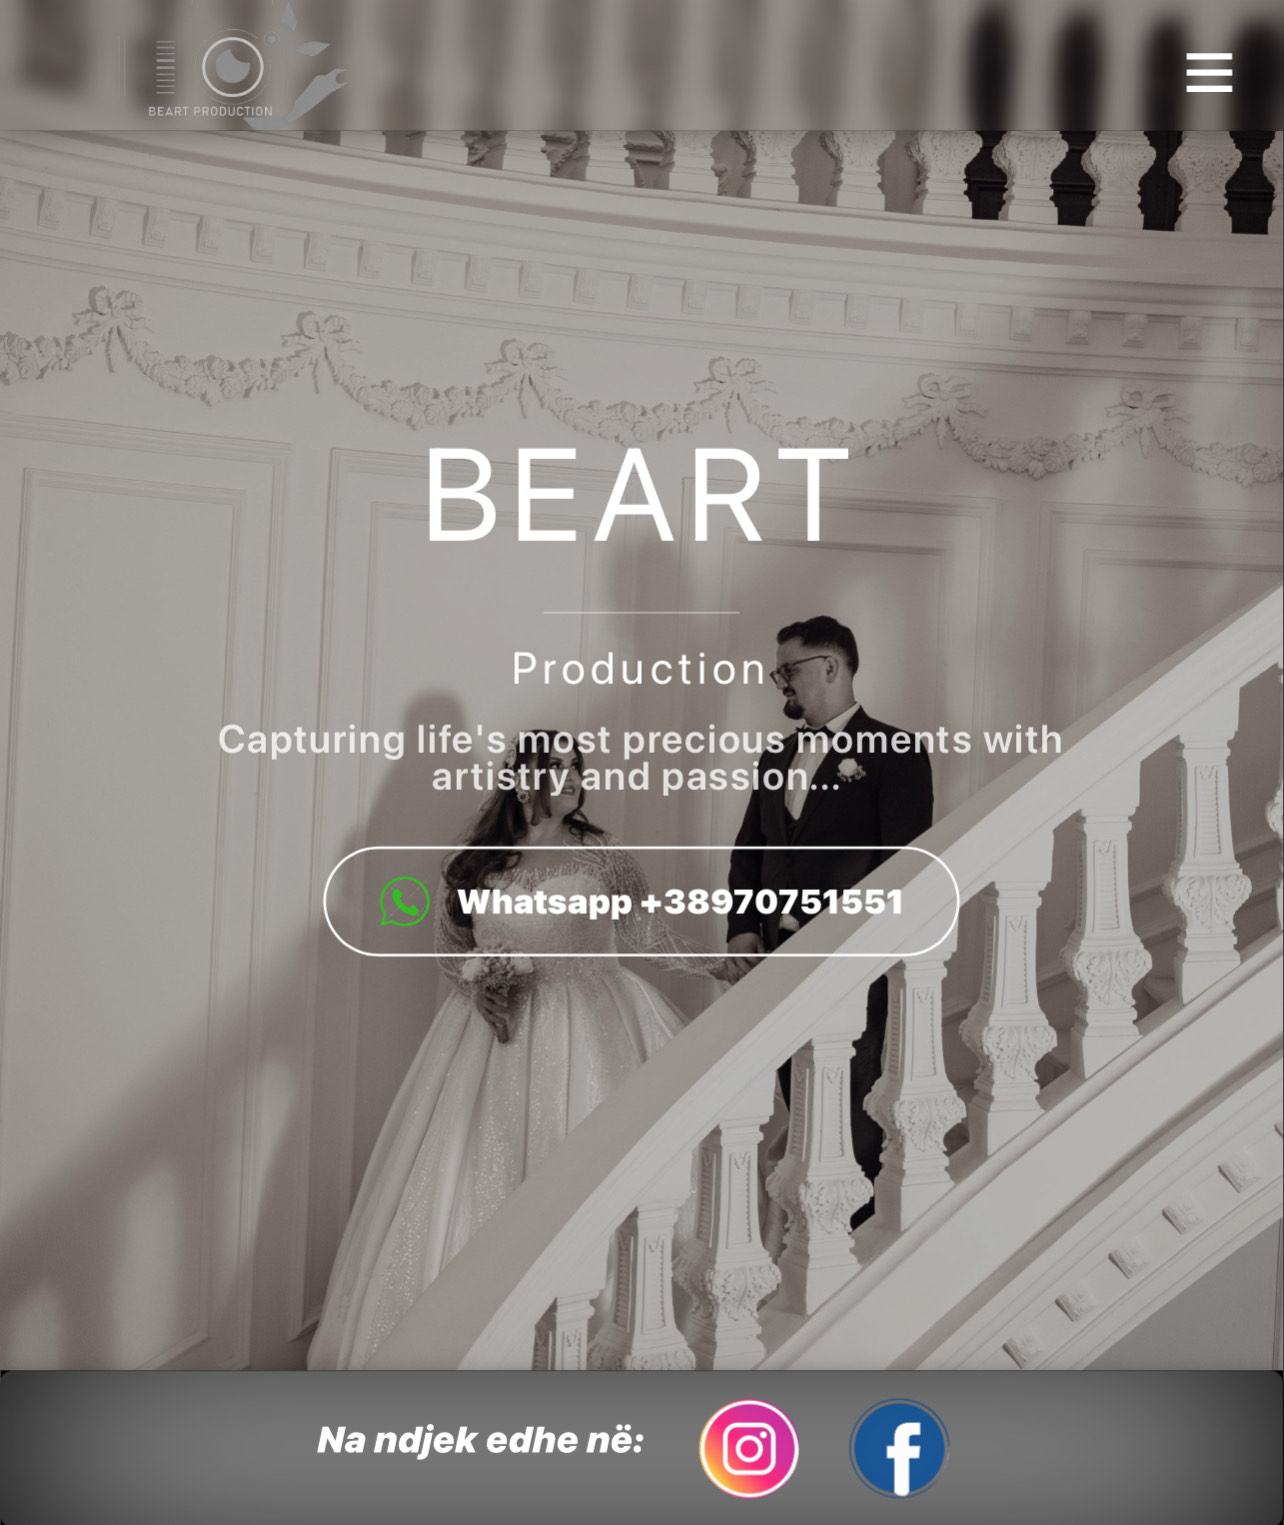 BEART PRODUCTION
BEART
Production
Capturing life's most precious moments with
artistry and passion...
Whatsapp +38970751551
Na ndjek edhe në: